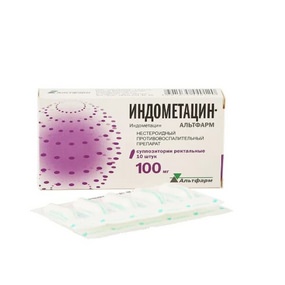 ИНДОМЕТАЦИН-
Индометацин АЛЬТФАРМ
НЕСТЕРОИДНЫЙ
ПРОТИВОВОСПАЛИТЕЛЬНЫЙ
ПРЕПАРАТ
суппозитории ректальные
10 штук
100 мг
Альтфарм